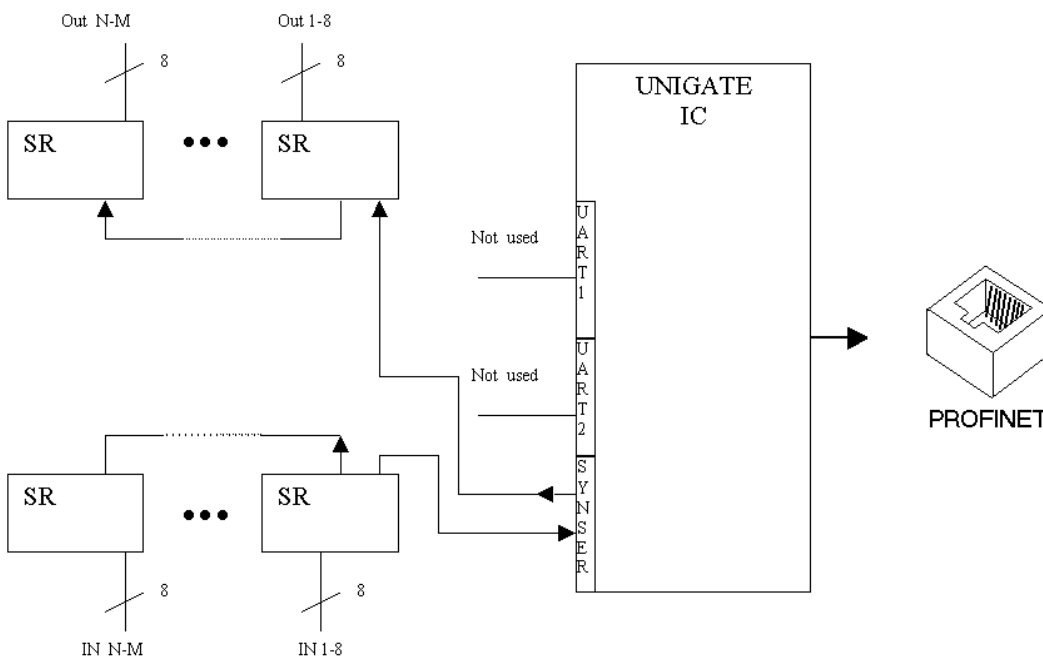 Out N-M
Out 1-8
8
8
SR
SR
UNIGATE
IC
UART1
Not used
UART2
Not used
SYNSER
PROFINET
SR
SR
8
8
IN N-M
IN 1-8